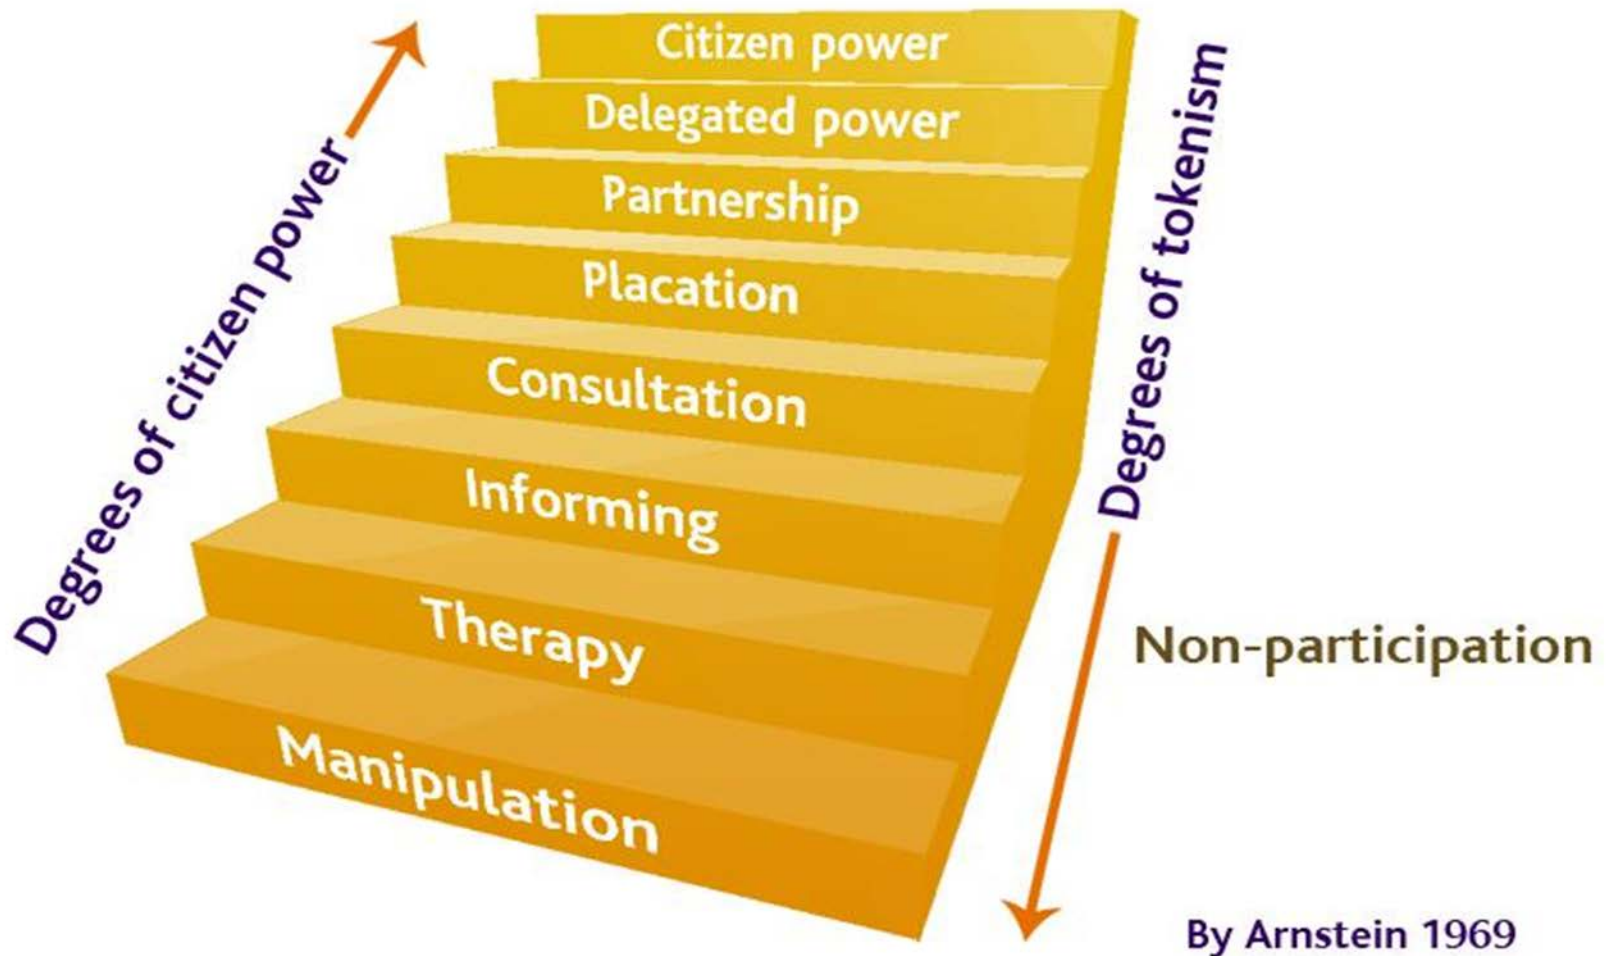 Citizen power
Delegated power
Partnership
Placation
Consultation
Informing
Therapy
Manipulation
Degrees of citizen power
Degrees of tokenism
Non-participation
By Arnstein 1969